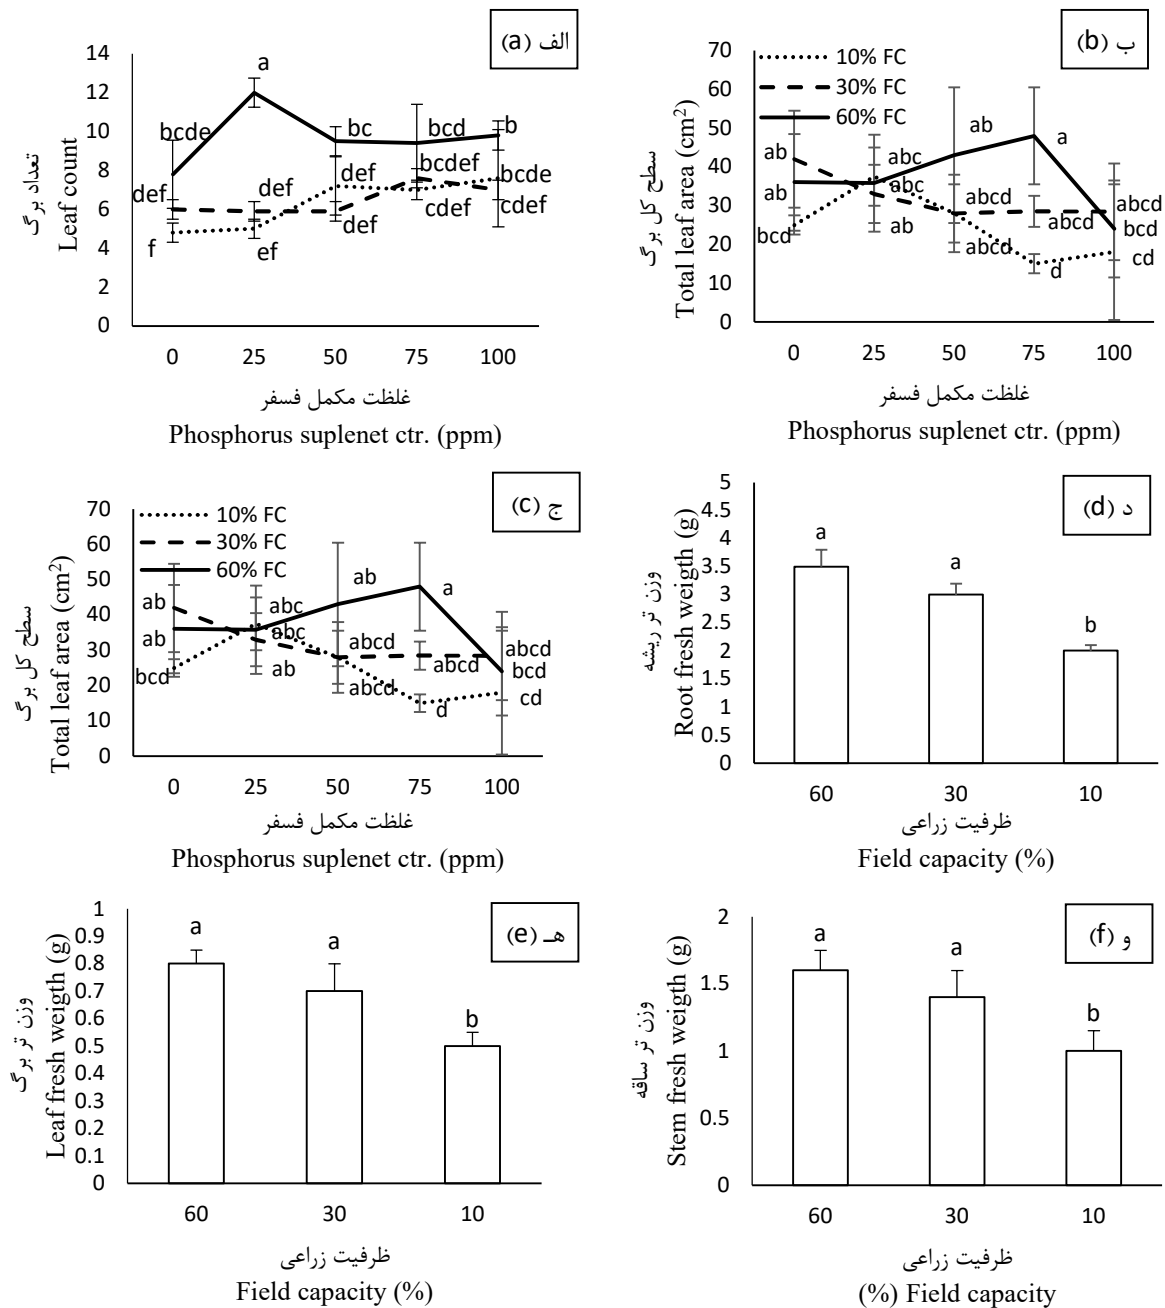 الف (a)
14
12
10
8
6
4
2
0
تعداد برگ
Leaf count
a
bcde
bc
bcd
b
def
def
def
bcdef
bcde
f
ef
def
cdef
cdef
0 25 50 75 100
غلظت مکمل فسفر
Phosphorus suplenet ctr. (ppm)
ب (b)
70
60
50
40
30
20
10
0
سطح کل برگ
Total leaf area (cm²)
10% FC
30% FC
60% FC
ab
ab
bcd
abc
abc
ab
ab
abcd
a
abcd
d
abcd
bcd
cd
0 25 50 75 100
غلظت مکمل فسفر
Phosphorus suplenet ctr. (ppm)
ج (c)
70
60
50
40
30
20
10
0
سطح کل برگ
Total leaf area (cm²)
10% FC
30% FC
60% FC
ab
ab
bcd
abc
abc
ab
ab
abcd
abcd
a
abcd
d
abcd
bcd
cd
0 25 50 75 100
غلظت مکمل فسفر
Phosphorus suplenet ctr. (ppm)
د (d)
5
4.5
4
3.5
3
2.5
2
1.5
1
0.5
0
وزن تر ریشه
Root fresh weigth (g)
a
a
b
60 30 10
ظرفیت زراعی
Field capacity (%)
هـ (e)
1
0.9
0.8
0.7
0.6
0.5
0.4
0.3
0.2
0.1
0
وزن تر برگ
Leaf fresh weigth (g)
a
a
b
60 30 10
ظرفیت زراعی
Field capacity (%)
و (f)
2
1.5
1
0.5
0
وزن تر ساقه
Stem fresh weigth (g)
a
a
b
60 30 10
ظرفیت زراعی
(%) Field capacity